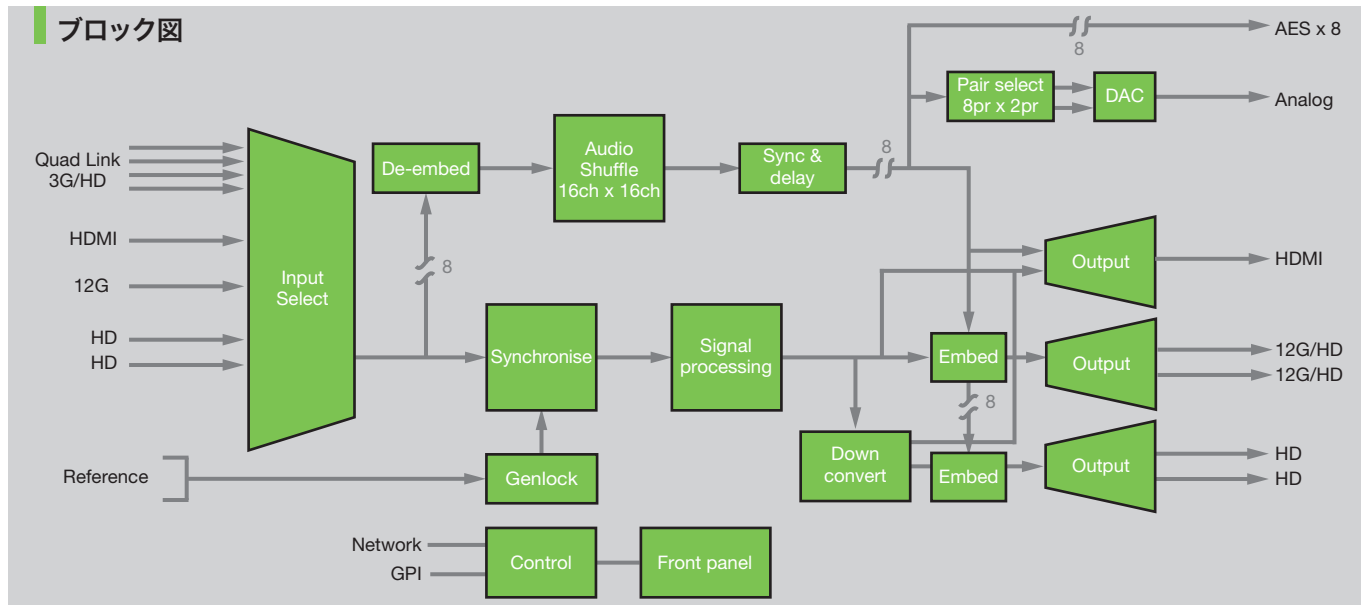 ブロック図
AES x 8
8
Pair select
8pr x 2pr
DAC
Analog
Quad Link
3G/HD
De-embed
Audio
Shuffle
16ch x 16ch
Sync &
delay
8
HDMI
8
Input
Select
Output
HDMI
12G
HD
HD
Synchronise
Signal
processing
Embed
Output
12G/HD
12G/HD
8
Reference
Genlock
Down
convert
Embed
Output
HD
HD
Network
GPI
Control
Front panel